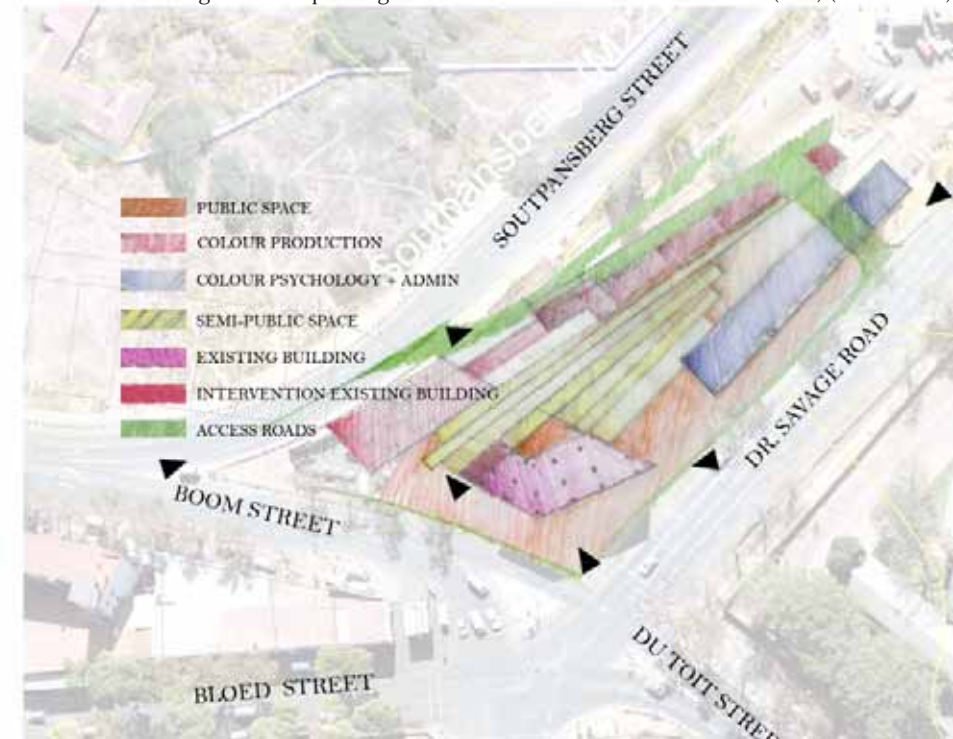 SOUTPANSBERG STREET
PUBLIC SPACE
COLOUR PRODUCTION
COLOUR PSYCHOLOGY + ADMIN
SEMI-PUBLIC SPACE
EXISTING BUILDING
INTERVENTION EXISTING BUILDING
ACCESS ROADS
DR. SAVAGE ROAD
BOOM STREET
BLOED STREET
DU TOIT STREE